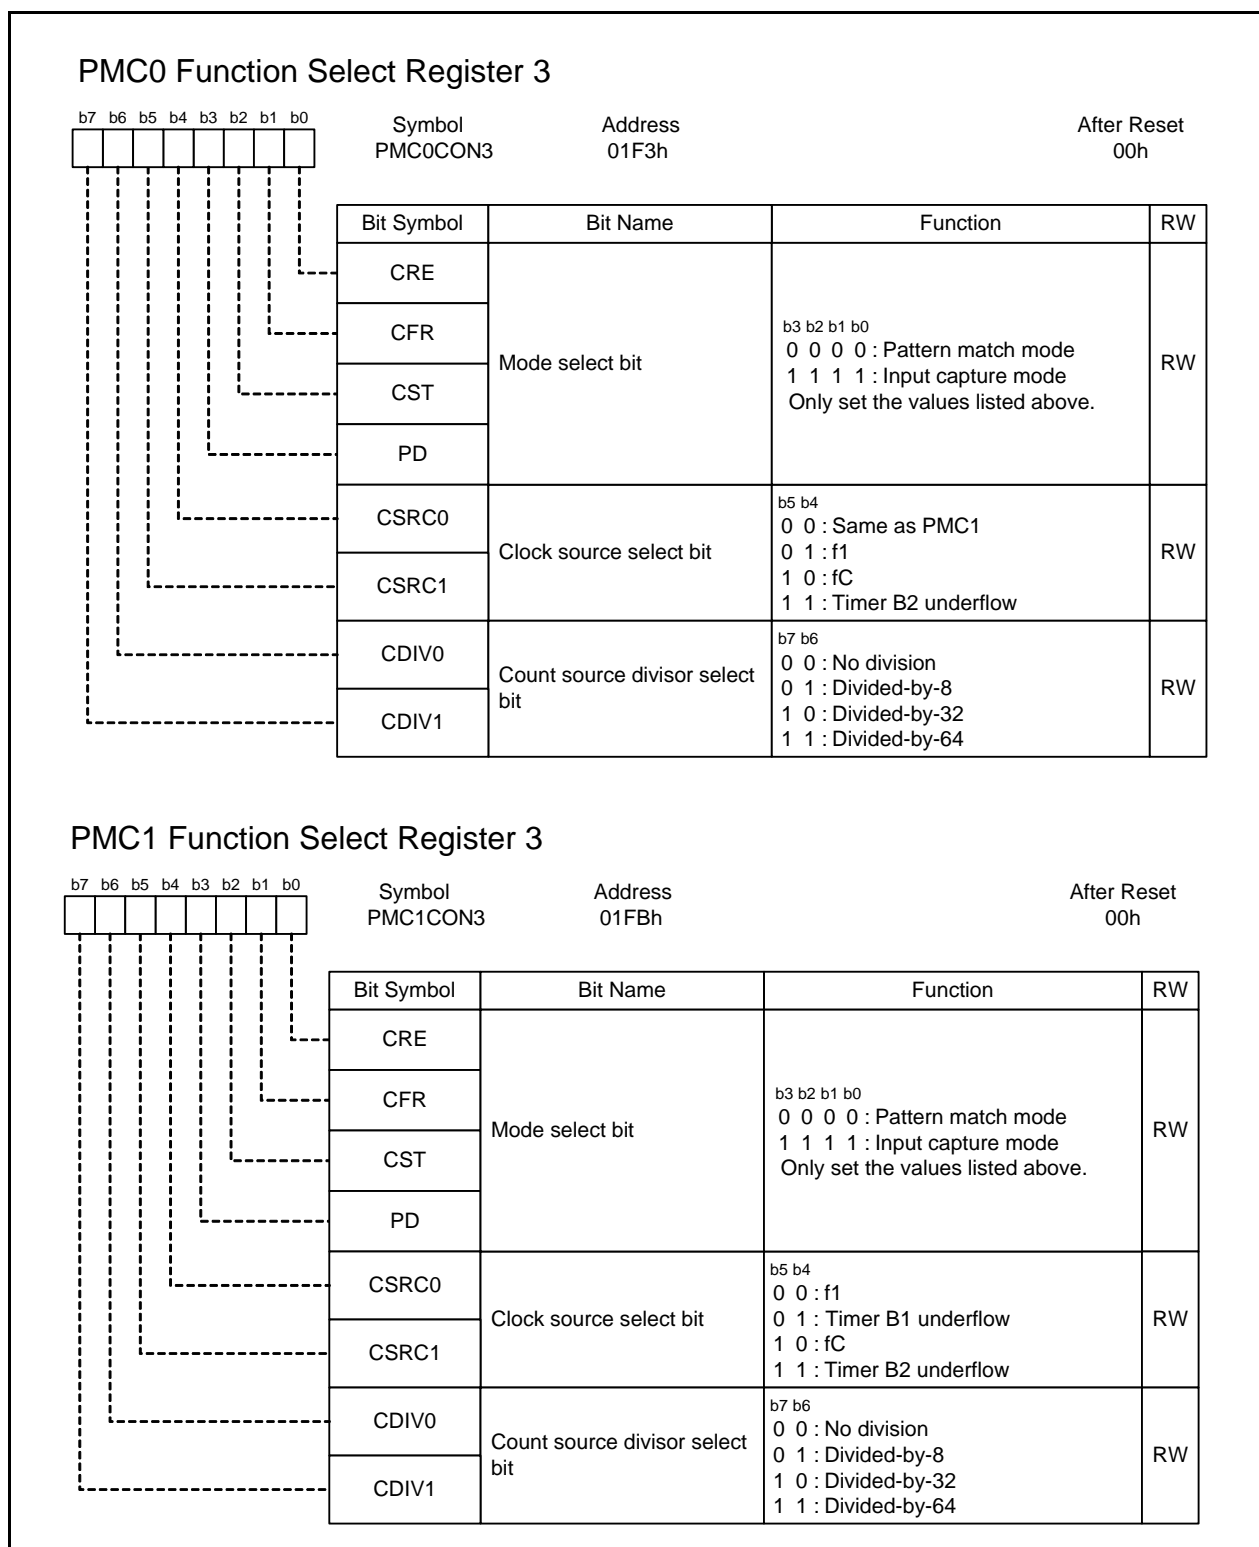 PMC0 Function Select Register 3
b7 b6 b5 b4 b3 b2 b1 b0
Symbol Address After Reset
PMC0CON3 01F3h 00h
Bit Symbol Bit Name Function RW
CRE
CFR
CST
PD
Mode select bit
b3 b2 b1 b0
0 0 0 0 : Pattern match mode
1 1 1 1 : Input capture mode
Only set the values listed above.
RW
CSRC0
CSRC1
Clock source select bit
b5 b4
0 0 : Same as PMC1
0 1 : f1
1 0 : fC
1 1 : Timer B2 underflow
RW
CDIV0
CDIV1
Count source divisor select
bit
b7 b6
0 0 : No division
0 1 : Divided-by-8
1 0 : Divided-by-32
1 1 : Divided-by-64
RW
PMC1 Function Select Register 3
b7 b6 b5 b4 b3 b2 b1 b0
Symbol Address After Reset
PMC1CON3 01FBh 00h
Bit Symbol Bit Name Function RW
CRE
CFR
CST
PD
Mode select bit
b3 b2 b1 b0
0 0 0 0 : Pattern match mode
1 1 1 1 : Input capture mode
Only set the values listed above.
RW
CSRC0
CSRC1
Clock source select bit
b5 b4
0 0 : f1
0 1 : Timer B1 underflow
1 0 : fC
1 1 : Timer B2 underflow
RW
CDIV0
CDIV1
Count source divisor select
bit
b7 b6
0 0 : No division
0 1 : Divided-by-8
1 0 : Divided-by-32
1 1 : Divided-by-64
RW